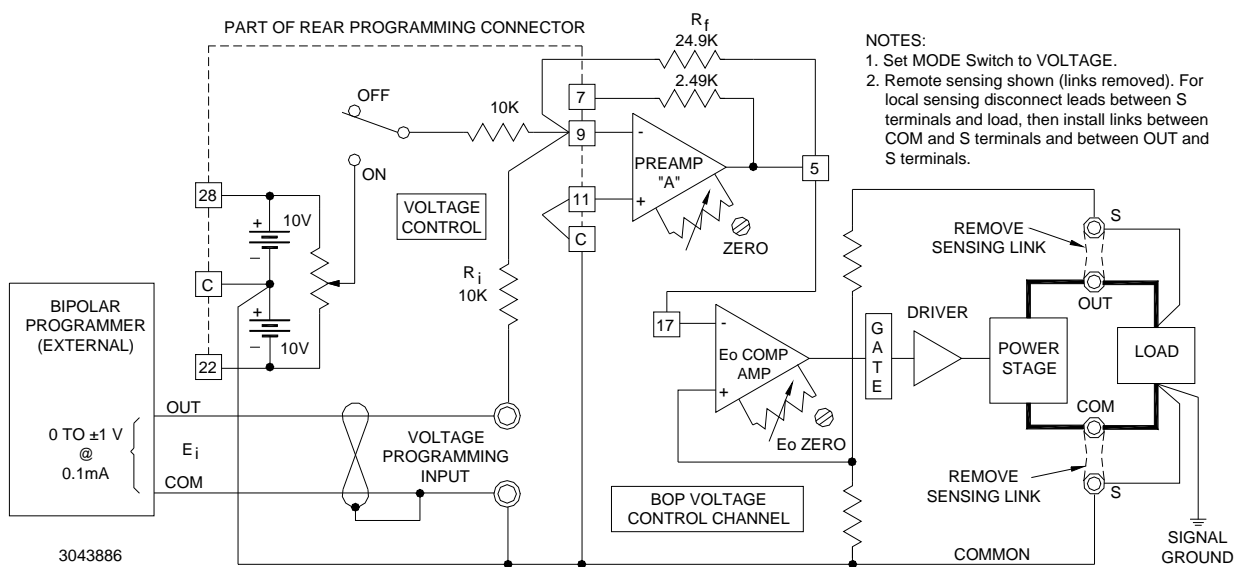 PART OF REAR PROGRAMMING CONNECTOR
Rf
24.9K
2.49K
NOTES:
1. Set MODE Switch to VOLTAGE.
2. Remote sensing shown (links removed). For
local sensing disconnect leads between S
terminals and load, then install links between
COM and S terminals and between OUT and
S terminals.
OFF
10K
7
9
-
PREAMP
"A"
5
ON
28
+
10V
–
VOLTAGE
CONTROL
11
+
C
ZERO
S
REMOVE
SENSING LINK
OUT
Ri
10K
C
BIPOLAR
PROGRAMMER
(EXTERNAL)
+
10V
–
22
17
-
Eo COMP
AMP
+
GATE
DRIVER
POWER
STAGE
LOAD
COM
OUT
0 TO ±1 V
@
0.1mA
Ei
VOLTAGE
PROGRAMMING
INPUT
COM
Eo ZERO
REMOVE
SENSING LINK
S
BOP VOLTAGE
CONTROL CHANNEL
SIGNAL
GROUND
3043886
COMMON